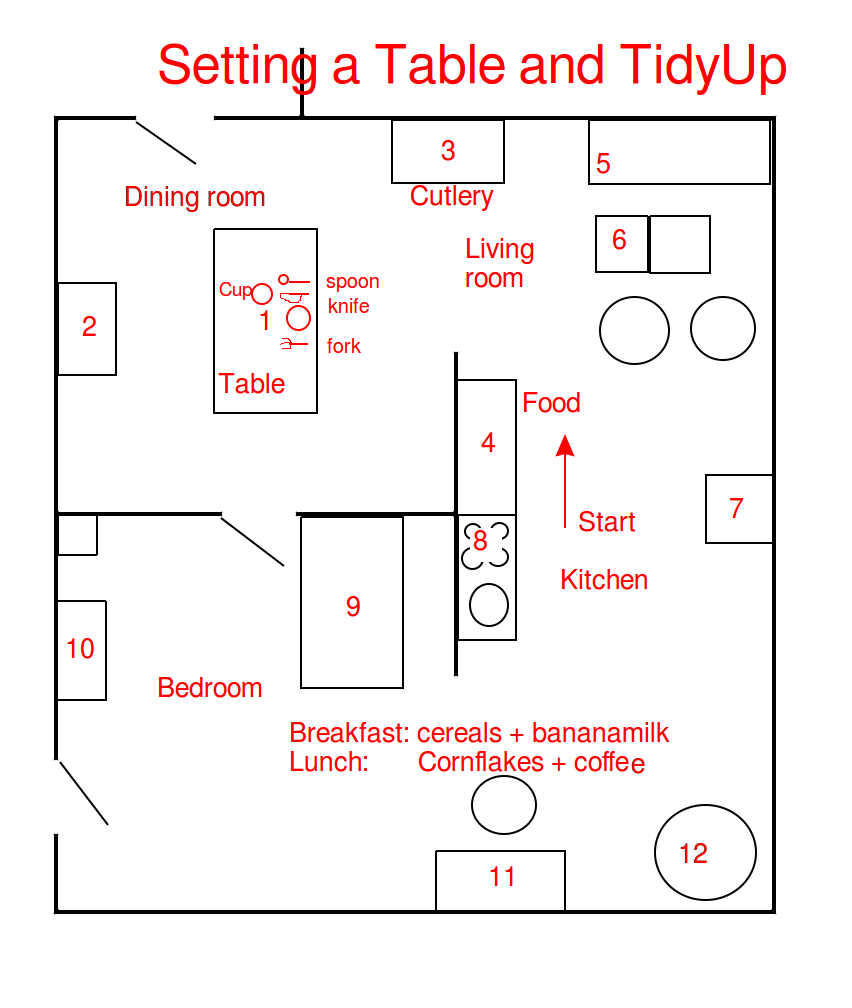 Setting a Table and TidyUp
3
5
Dining room
Cutlery
6
Living
room
Cup
spoon
knife
1
2
fork
Table
Food
4
7
Start
8
Kitchen
9
10
Bedroom
Breakfast: cereals + bananamilk
Lunch: Cornflakes + coffee
12
11